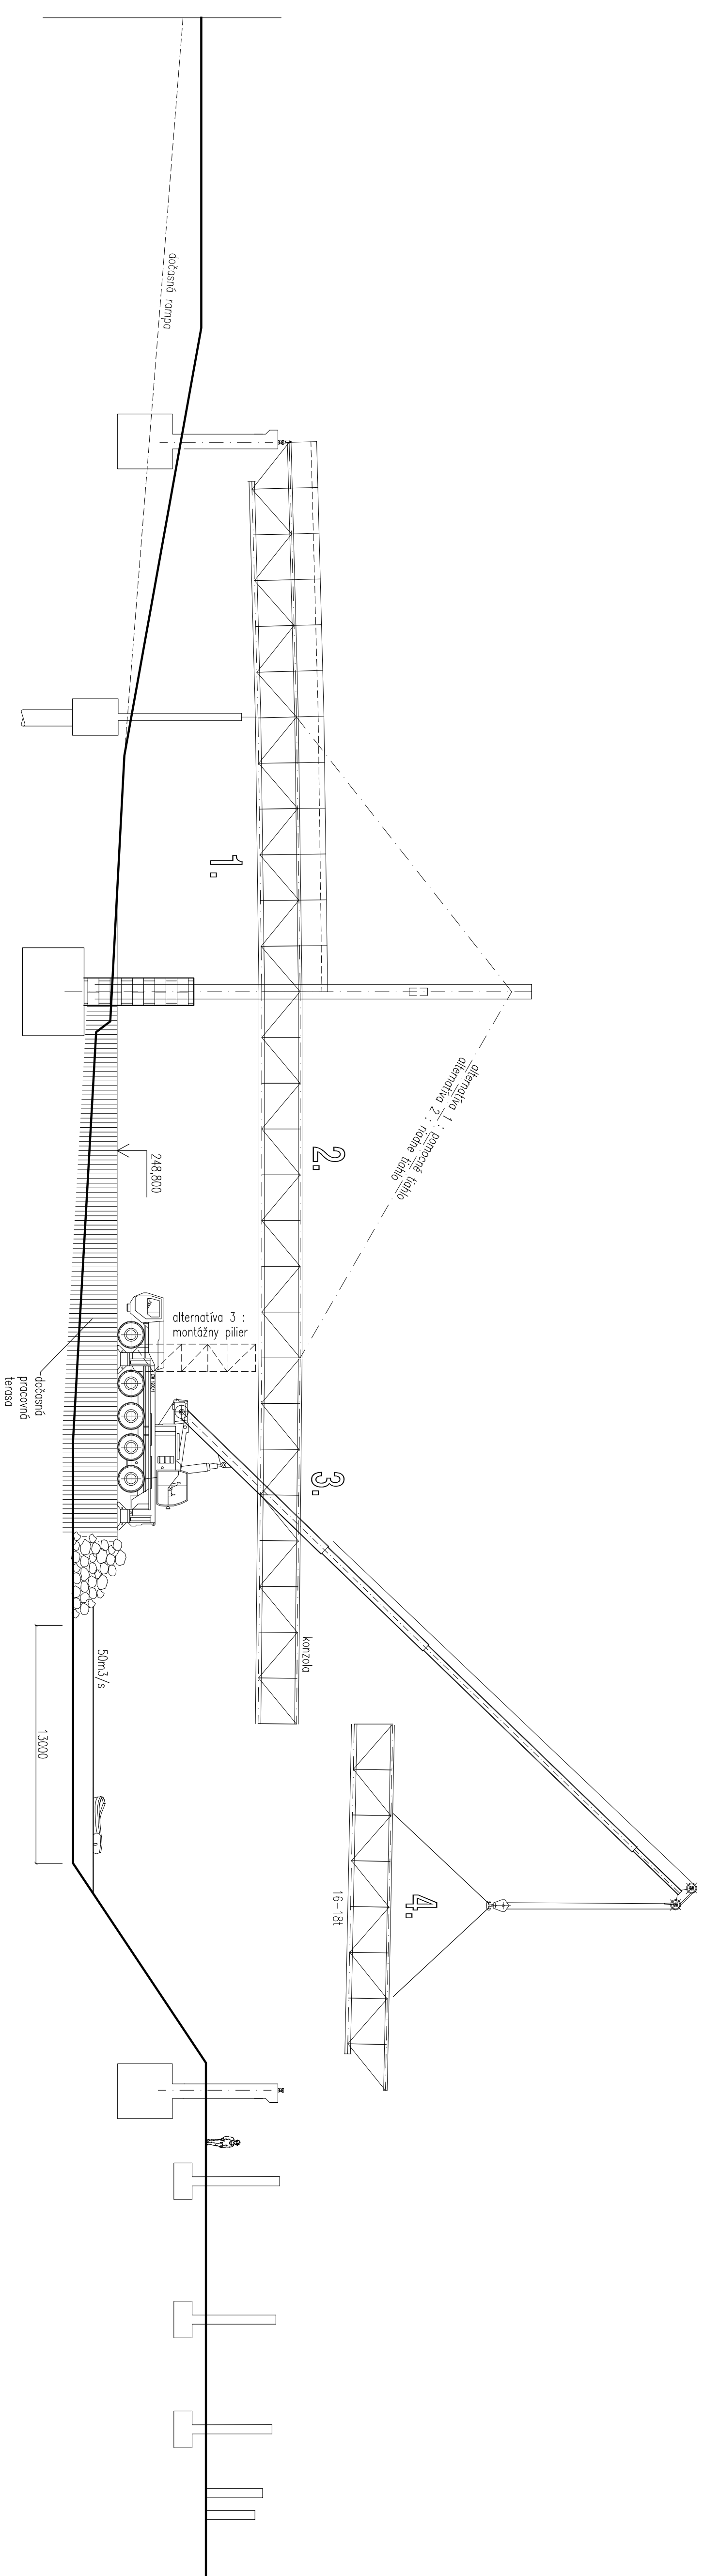 dočasná rampa
1.
alternatíva 1 : pomocné tiahlo
alternatíva 2 : riadne tiahlo
2.
248.800
alternatíva 3 :
montážny pilier
dočasná
pracovná
terasa
3.
konzola
50m3/s
13000
4.
16-18t